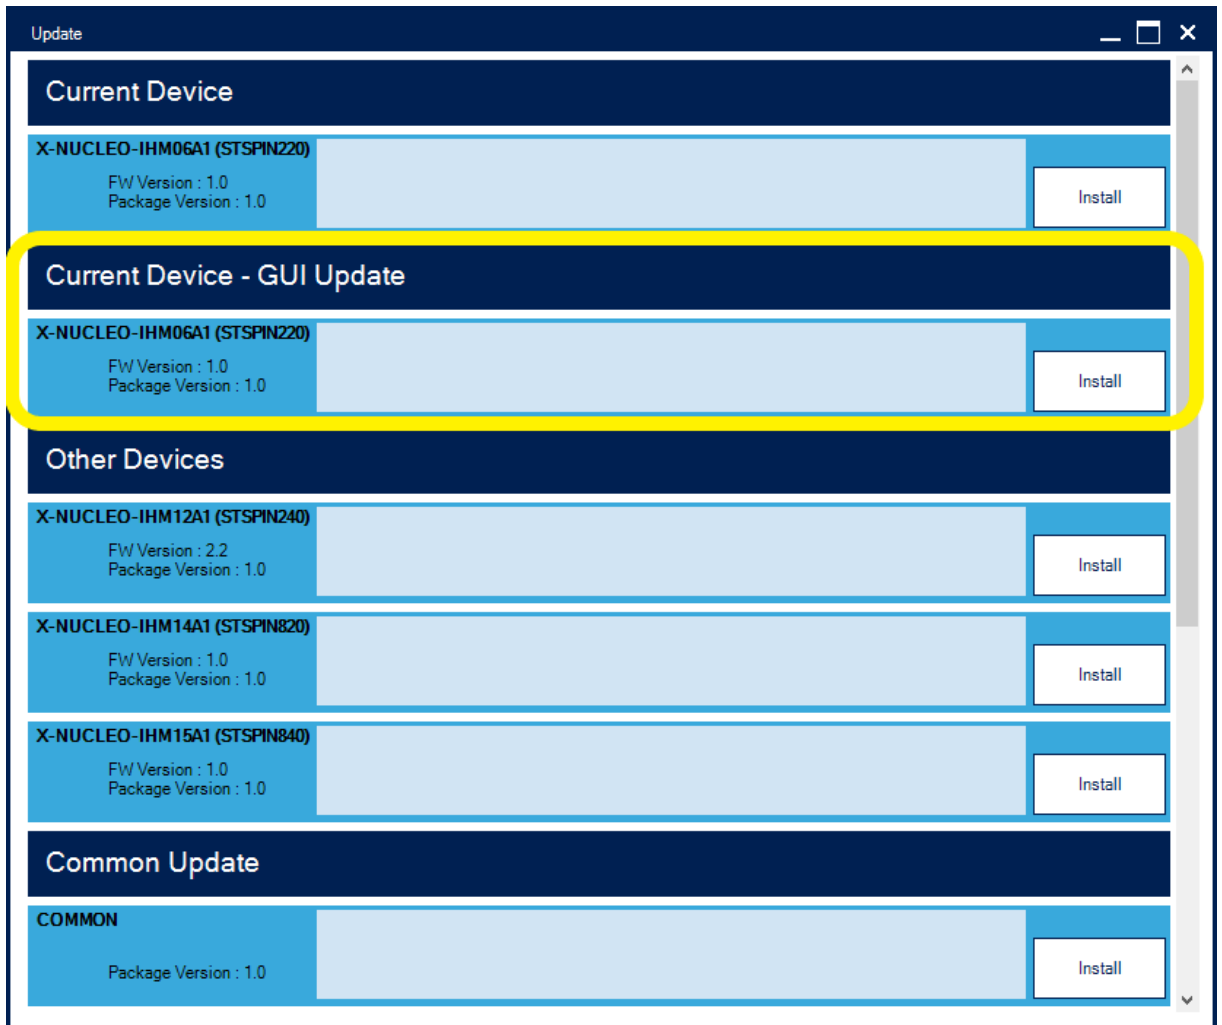 Update
Current Device
X-NUCLEO-IHM06A1 (STSPIN220)
FW Version : 1.0
Package Version : 1.0
Install
Current Device - GUI Update
X-NUCLEO-IHM06A1 (STSPIN220)
FW Version : 1.0
Package Version : 1.0
Install
Other Devices
X-NUCLEO-IHM12A1 (STSPIN240)
FW Version : 2.2
Package Version : 1.0
Install
X-NUCLEO-IHM14A1 (STSPIN820)
FW Version : 1.0
Package Version : 1.0
Install
X-NUCLEO-IHM15A1 (STSPIN840)
FW Version : 1.0
Package Version : 1.0
Install
Common Update
COMMON
Package Version : 1.0
Install